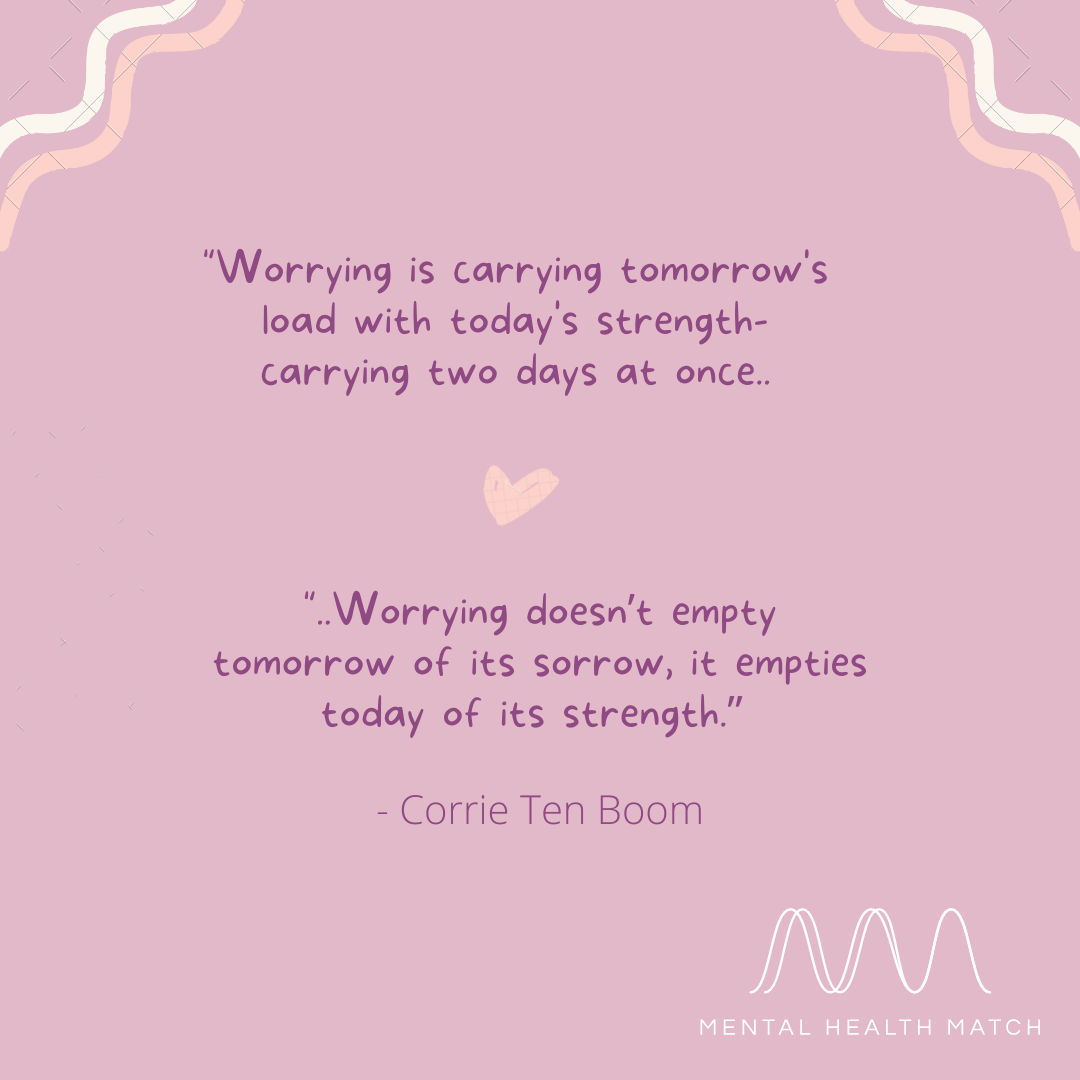 "Worrying is carrying tomorrow's
load with today's strength-
carrying two days at once..
"..Worrying doesn't empty
tomorrow of its sorrow, it empties
today of its strength."
- Corrie Ten Boom
MENTAL HEALTH MATCH